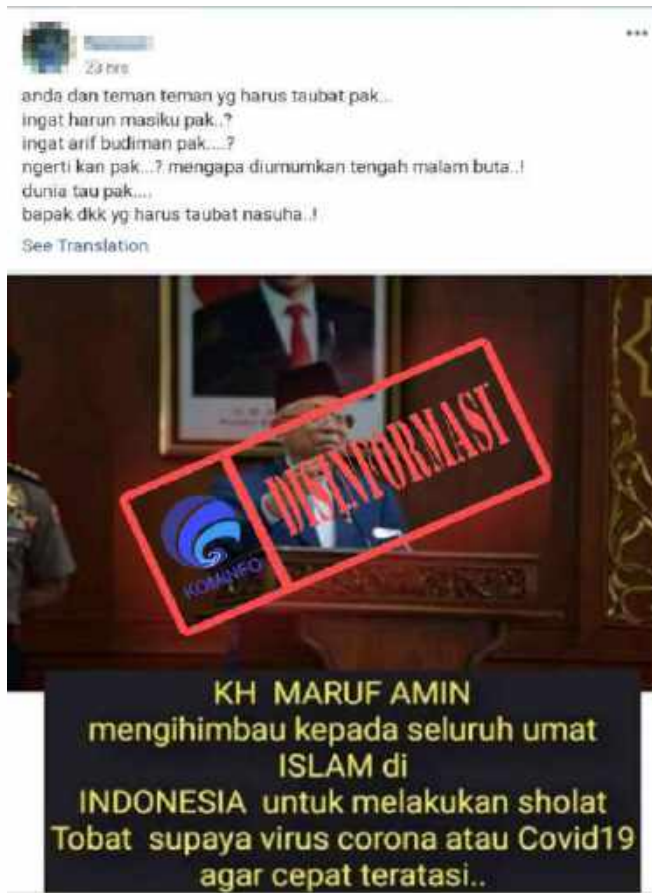 23 hrs
anda dan teman teman yg harus taubat pak...
ingat harun masiku pak..?
ingat arif budiman pak....?
ngerti kan pak...? mengapa diumumkan tengah malam buta..!
dunia tau pak....
bapak dkk yg harus taubat nasuha..!
See Translation
DISINFORMASI
KOMINFO
KH MARUF AMIN
mengihimbau kepada seluruh umat
ISLAM di
INDONESIA untuk melakukan sholat
Tobat supaya virus corona atau Covid19
agar cepat teratasi..